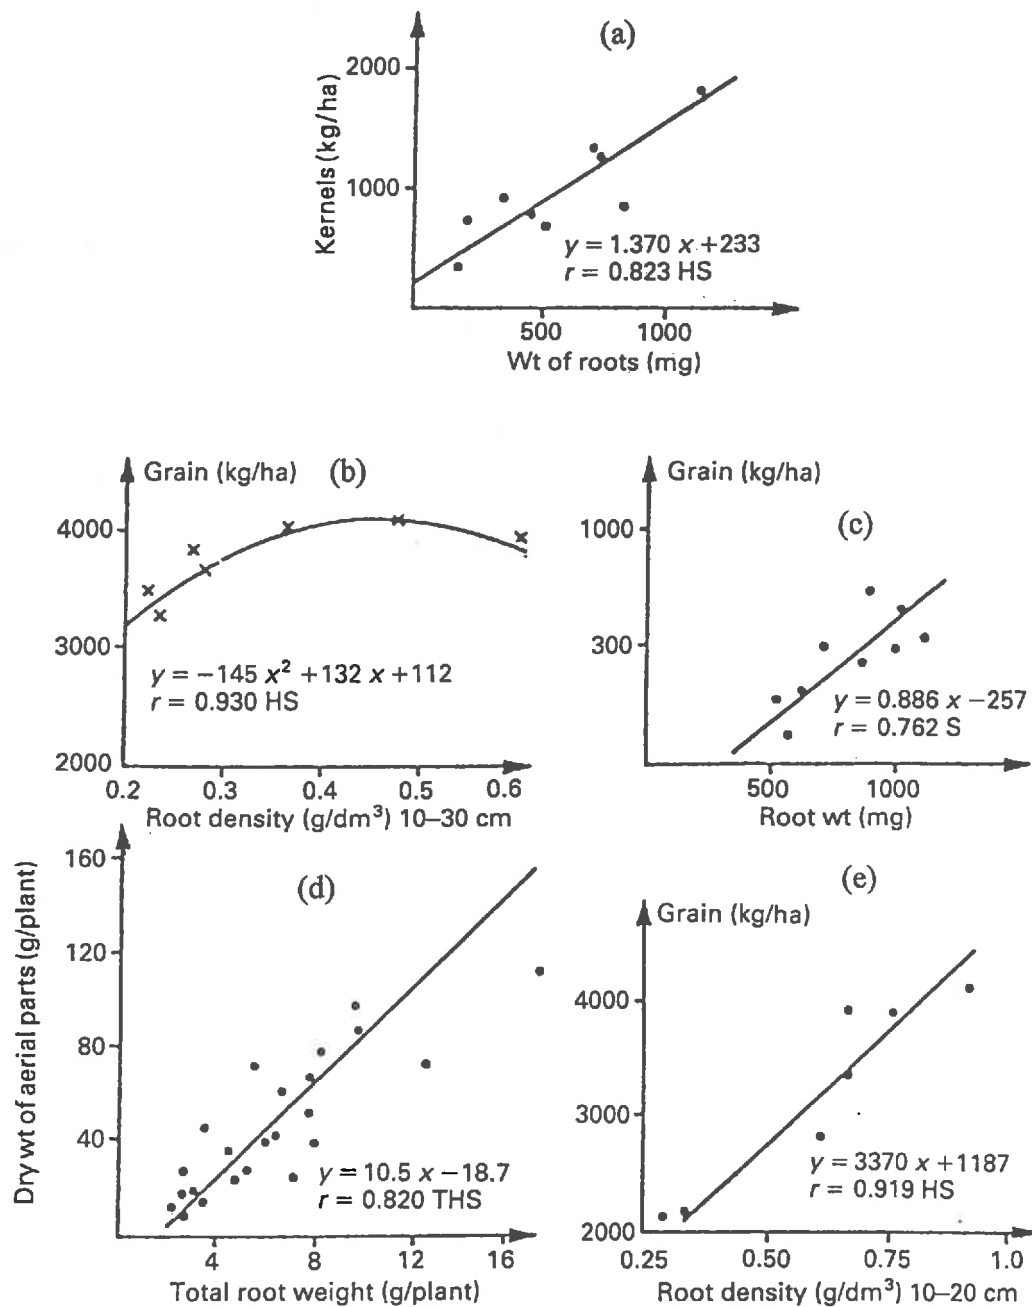 (a)
Kernels (kg/ha)
2000
1000
y = 1.370 x +233
r = 0.823 HS
500 1000
Wt of roots (mg)
Grain (kg/ha) (b)
4000
3000
2000
y = −145 x² +132 x +112
r = 0.930 HS
0.2 0.3 0.4 0.5 0.6
Root density (g/dm³) 10–30 cm
Grain (kg/ha)
(c)
1000
300
y = 0.886 x −257
r = 0.762 S
500 1000
Root wt (mg)
(d)
Dry wt of aerial parts (g/plant)
160
120
80
40
y = 10.5 x −18.7
r = 0.820 THS
4 8 12 16
Total root weight (g/plant)
(e)
Grain (kg/ha)
4000
3000
2000
y = 3370 x +1187
r = 0.919 HS
0.25 0.50 0.75 1.0
Root density (g/dm³) 10–20 cm